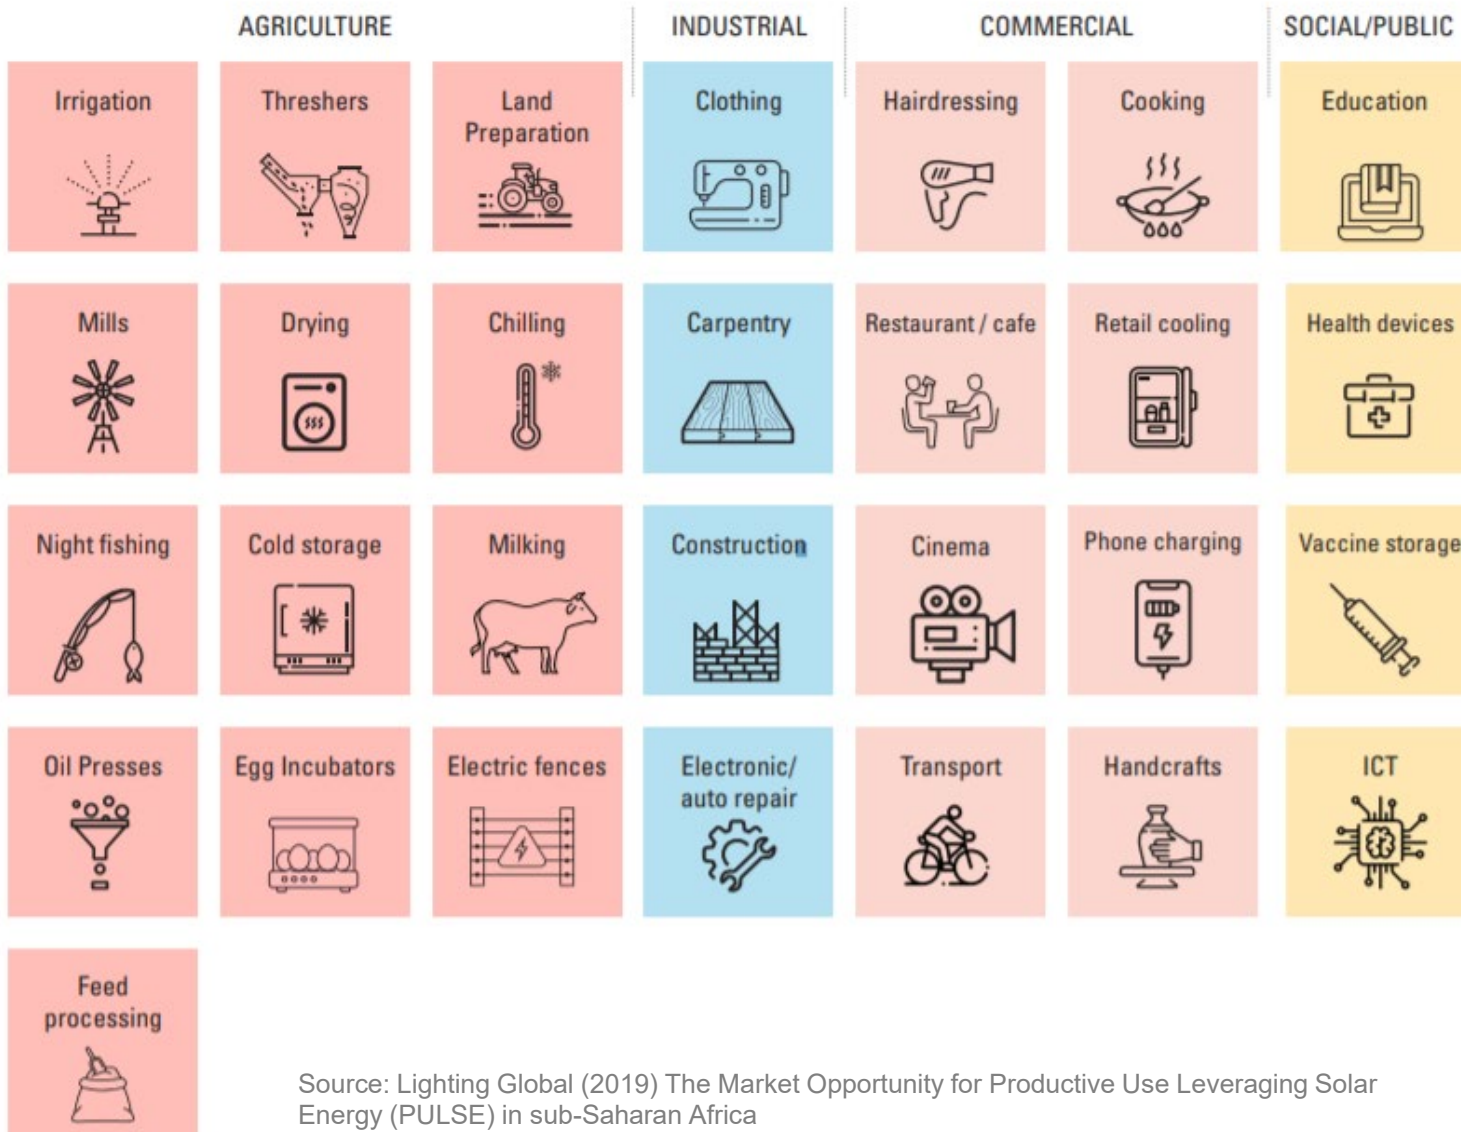 AGRICULTURE
INDUSTRIAL
COMMERCIAL
SOCIAL/PUBLIC
Irrigation
Threshers
Land
Preparation
Clothing
Hairdressing
Cooking
Education
Mills
Drying
Chilling
Carpentry
Restaurant / cafe
Retail cooling
Health devices
Night fishing
Cold storage
Milking
Construction
Cinema
Phone charging
Vaccine storage
Oil Presses
Egg Incubators
Electric fences
Electronic/
auto repair
Transport
Handcrafts
ICT
Feed
processing
Source: Lighting Global (2019) The Market Opportunity for Productive Use Leveraging Solar
Energy (PULSE) in sub-Saharan Africa